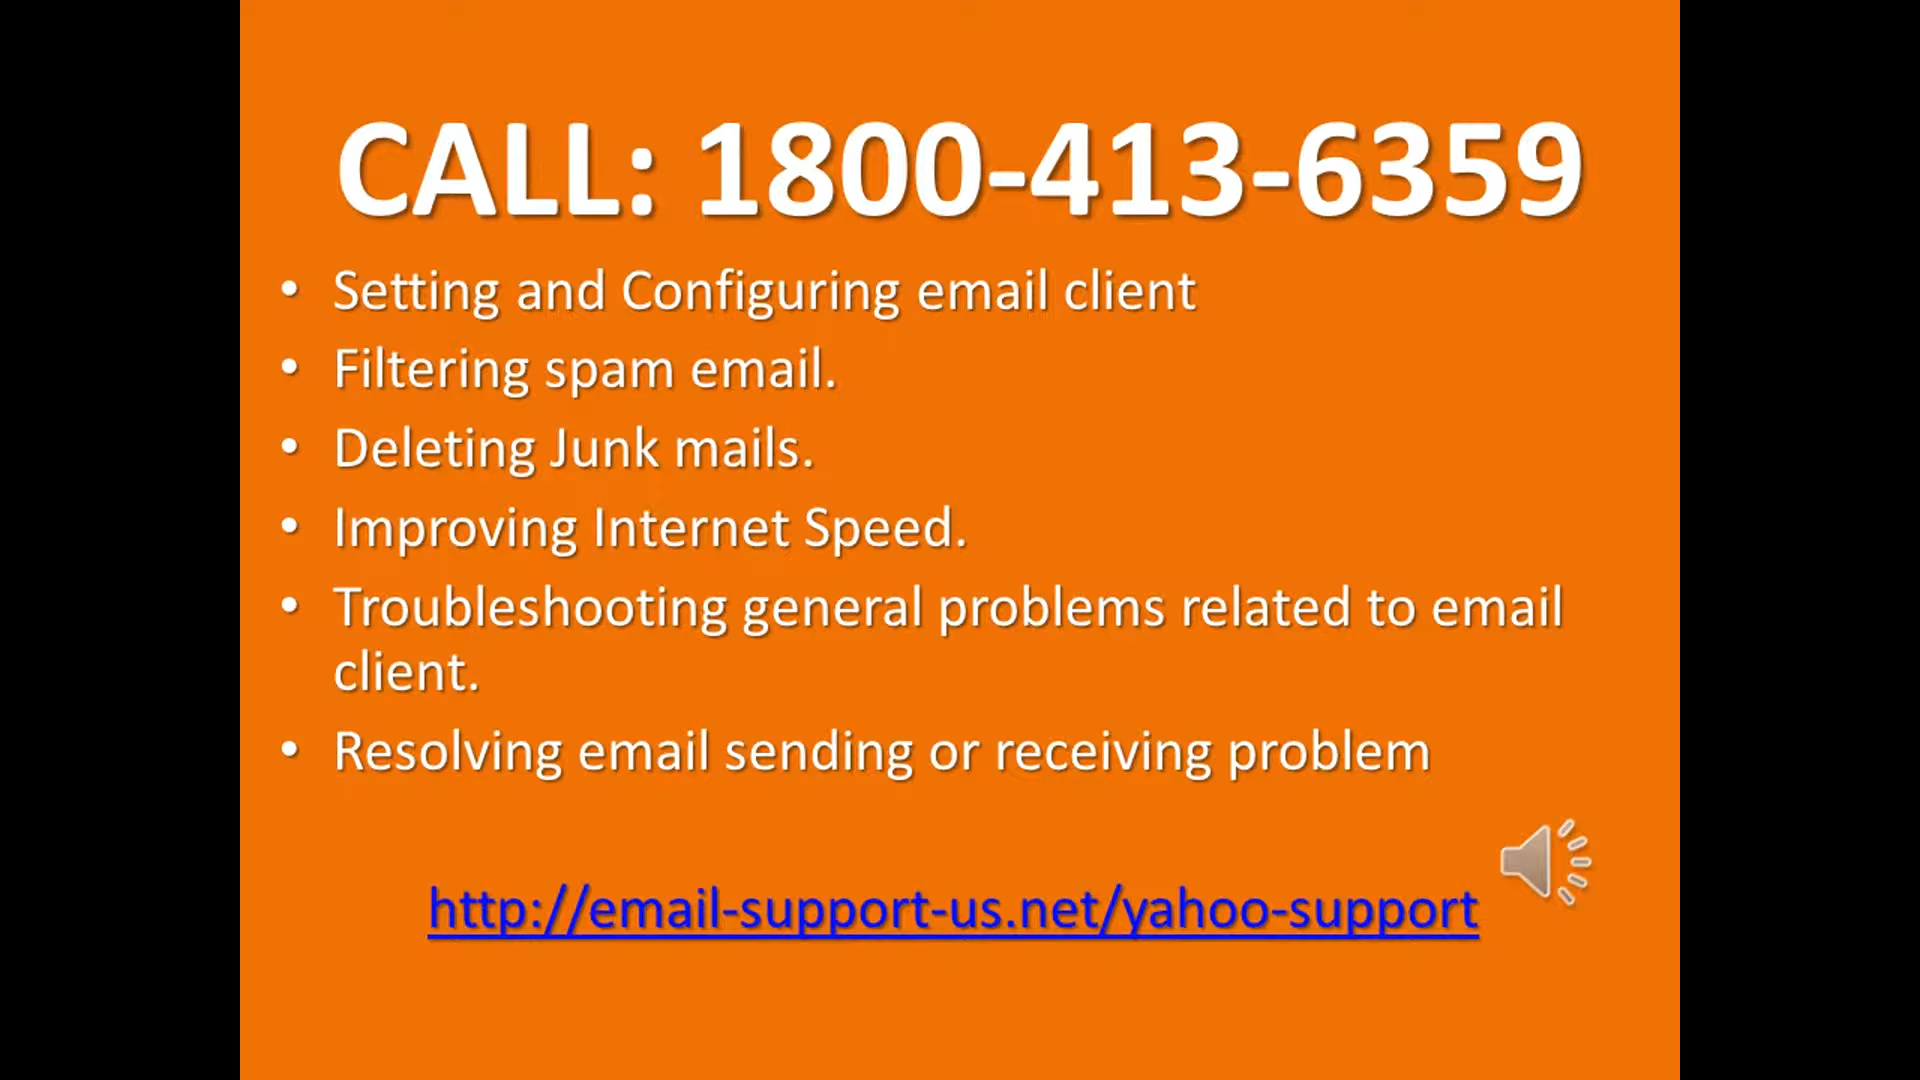 CALL: 1800-413-6359
• Setting and Configuring email client
• Filtering spam email.
• Deleting Junk mails.
• Improving Internet Speed.
• Troubleshooting general problems related to email
client.
• Resolving email sending or receiving problem
http://email-support-us.net/yahoo-support